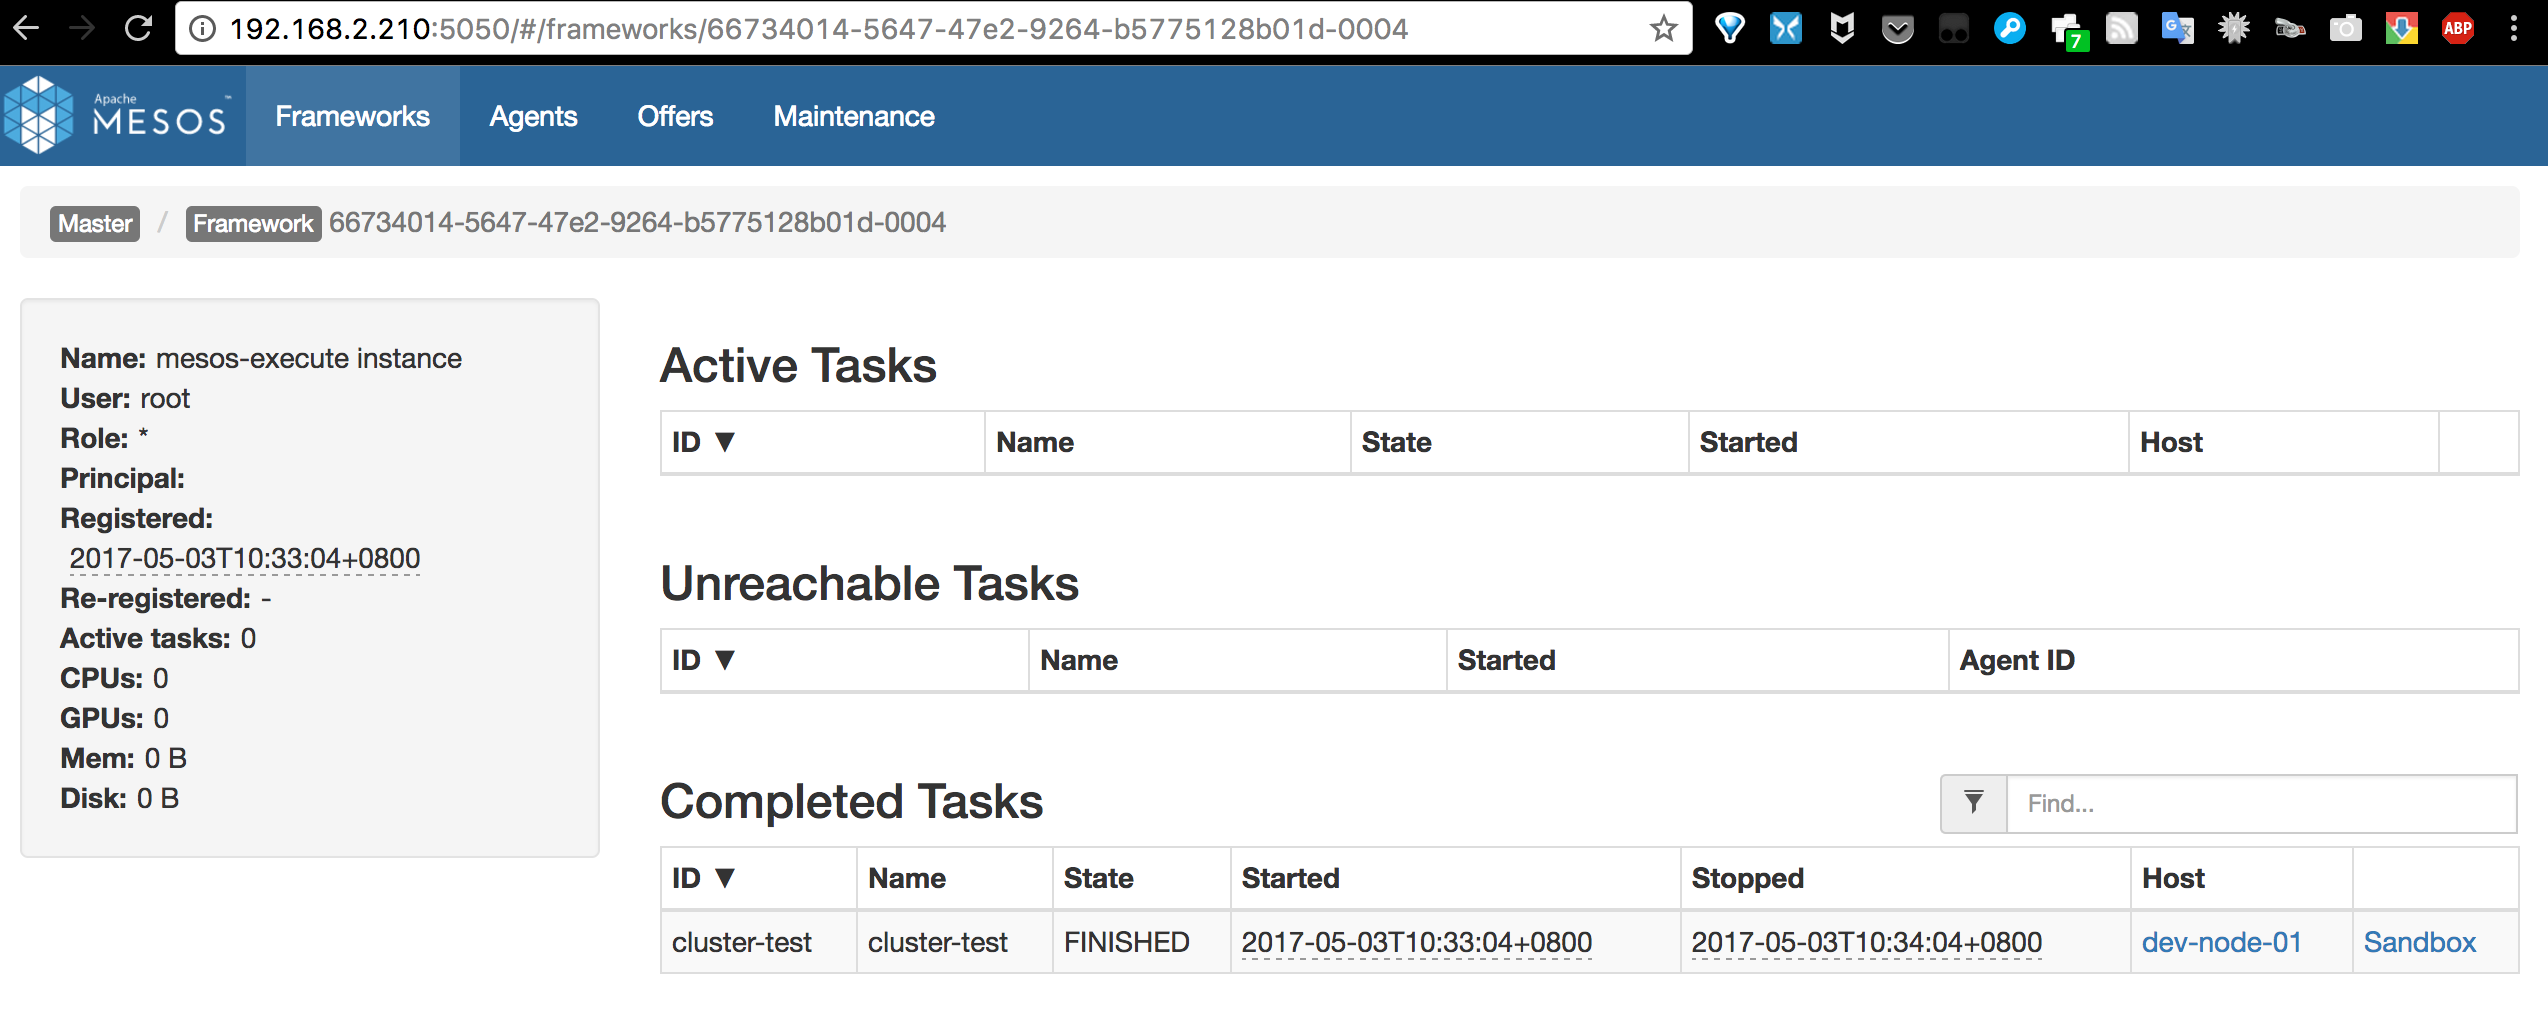 192.168.2.210:5050/#/frameworks/66734014-5647-47e2-9264-b5775128b01d-0004
7
ABP
Apache
MESOS™
Frameworks Agents Offers Maintenance
Master / Framework 66734014-5647-47e2-9264-b5775128b01d-0004
Name: mesos-execute instance
User: root
Role: *
Principal:
Registered:
2017-05-03T10:33:04+0800
Re-registered: -
Active tasks: 0
CPUs: 0
GPUs: 0
Mem: 0 B
Disk: 0 B
Active Tasks
ID ▼ Name State Started Host
Unreachable Tasks
ID ▼ Name Started Agent ID
Completed Tasks
Find...
ID ▼ Name State Started Stopped Host
cluster-test cluster-test FINISHED 2017-05-03T10:33:04+0800 2017-05-03T10:34:04+0800 dev-node-01 Sandbox